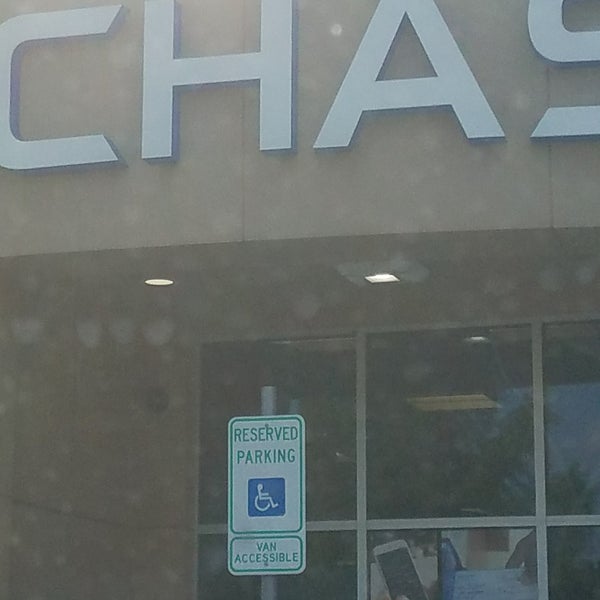 CHAS
RESERVED
PARKING
VAN
ACCESSIBLE